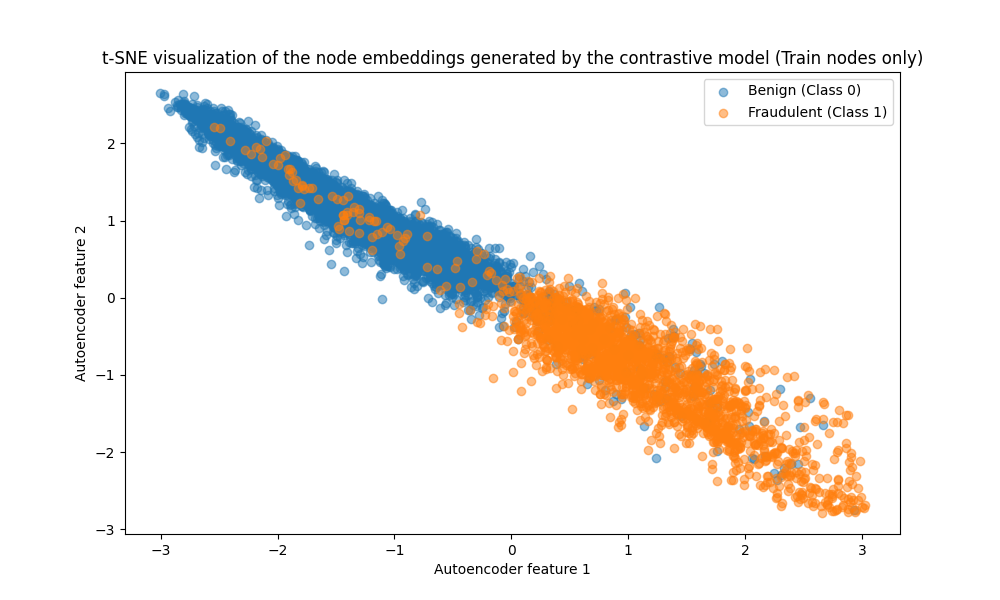 t-SNE visualization of the node embeddings generated by the contrastive model (Train nodes only)
Benign (Class 0)
Fraudulent (Class 1)
Autoencoder feature 2
2
1
0
−1
−2
−3
−3 −2 −1 0 1 2 3
Autoencoder feature 1